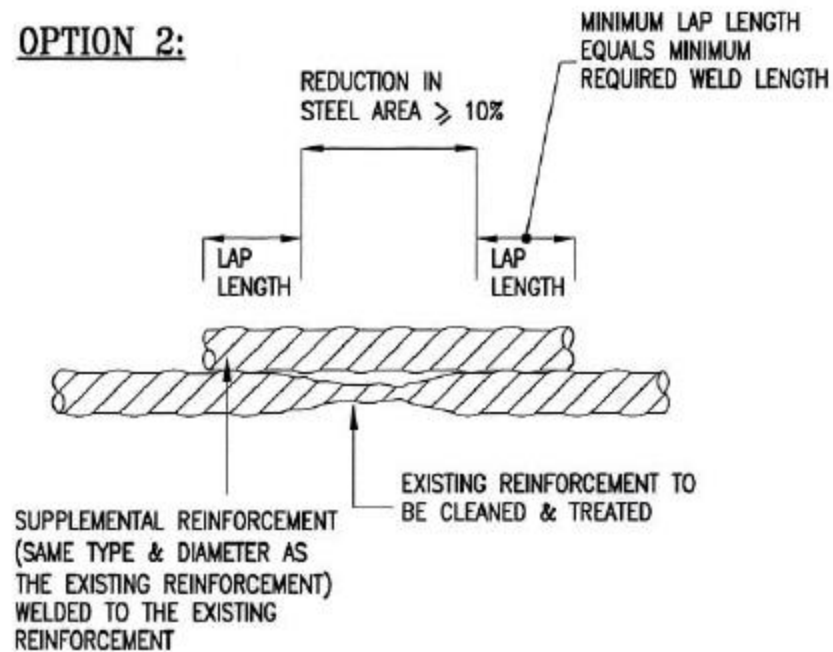 OPTION 2:
MINIMUM LAP LENGTH
EQUALS MINIMUM
REQUIRED WELD LENGTH
REDUCTION IN
STEEL AREA ⩾ 10%
LAP
LENGTH
LAP
LENGTH
EXISTING REINFORCEMENT TO
BE CLEANED & TREATED
SUPPLEMENTAL REINFORCEMENT
(SAME TYPE & DIAMETER AS
THE EXISTING REINFORCEMENT)
WELDED TO THE EXISTING
REINFORCEMENT